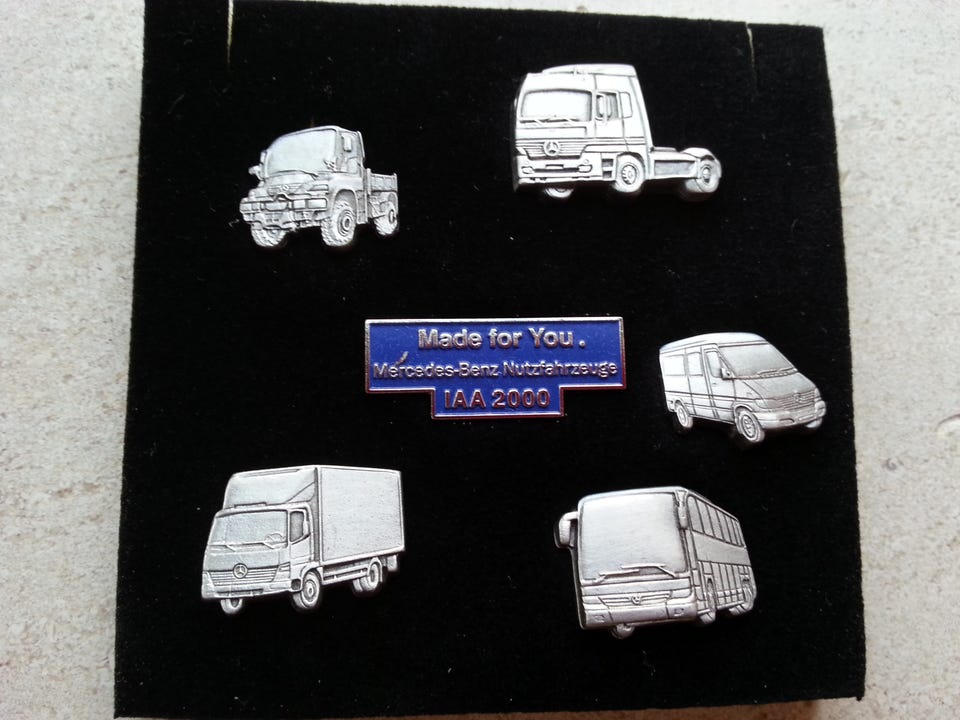 Made for You.
Mercedes-Benz Nutzfahrzeuge
IAA 2000